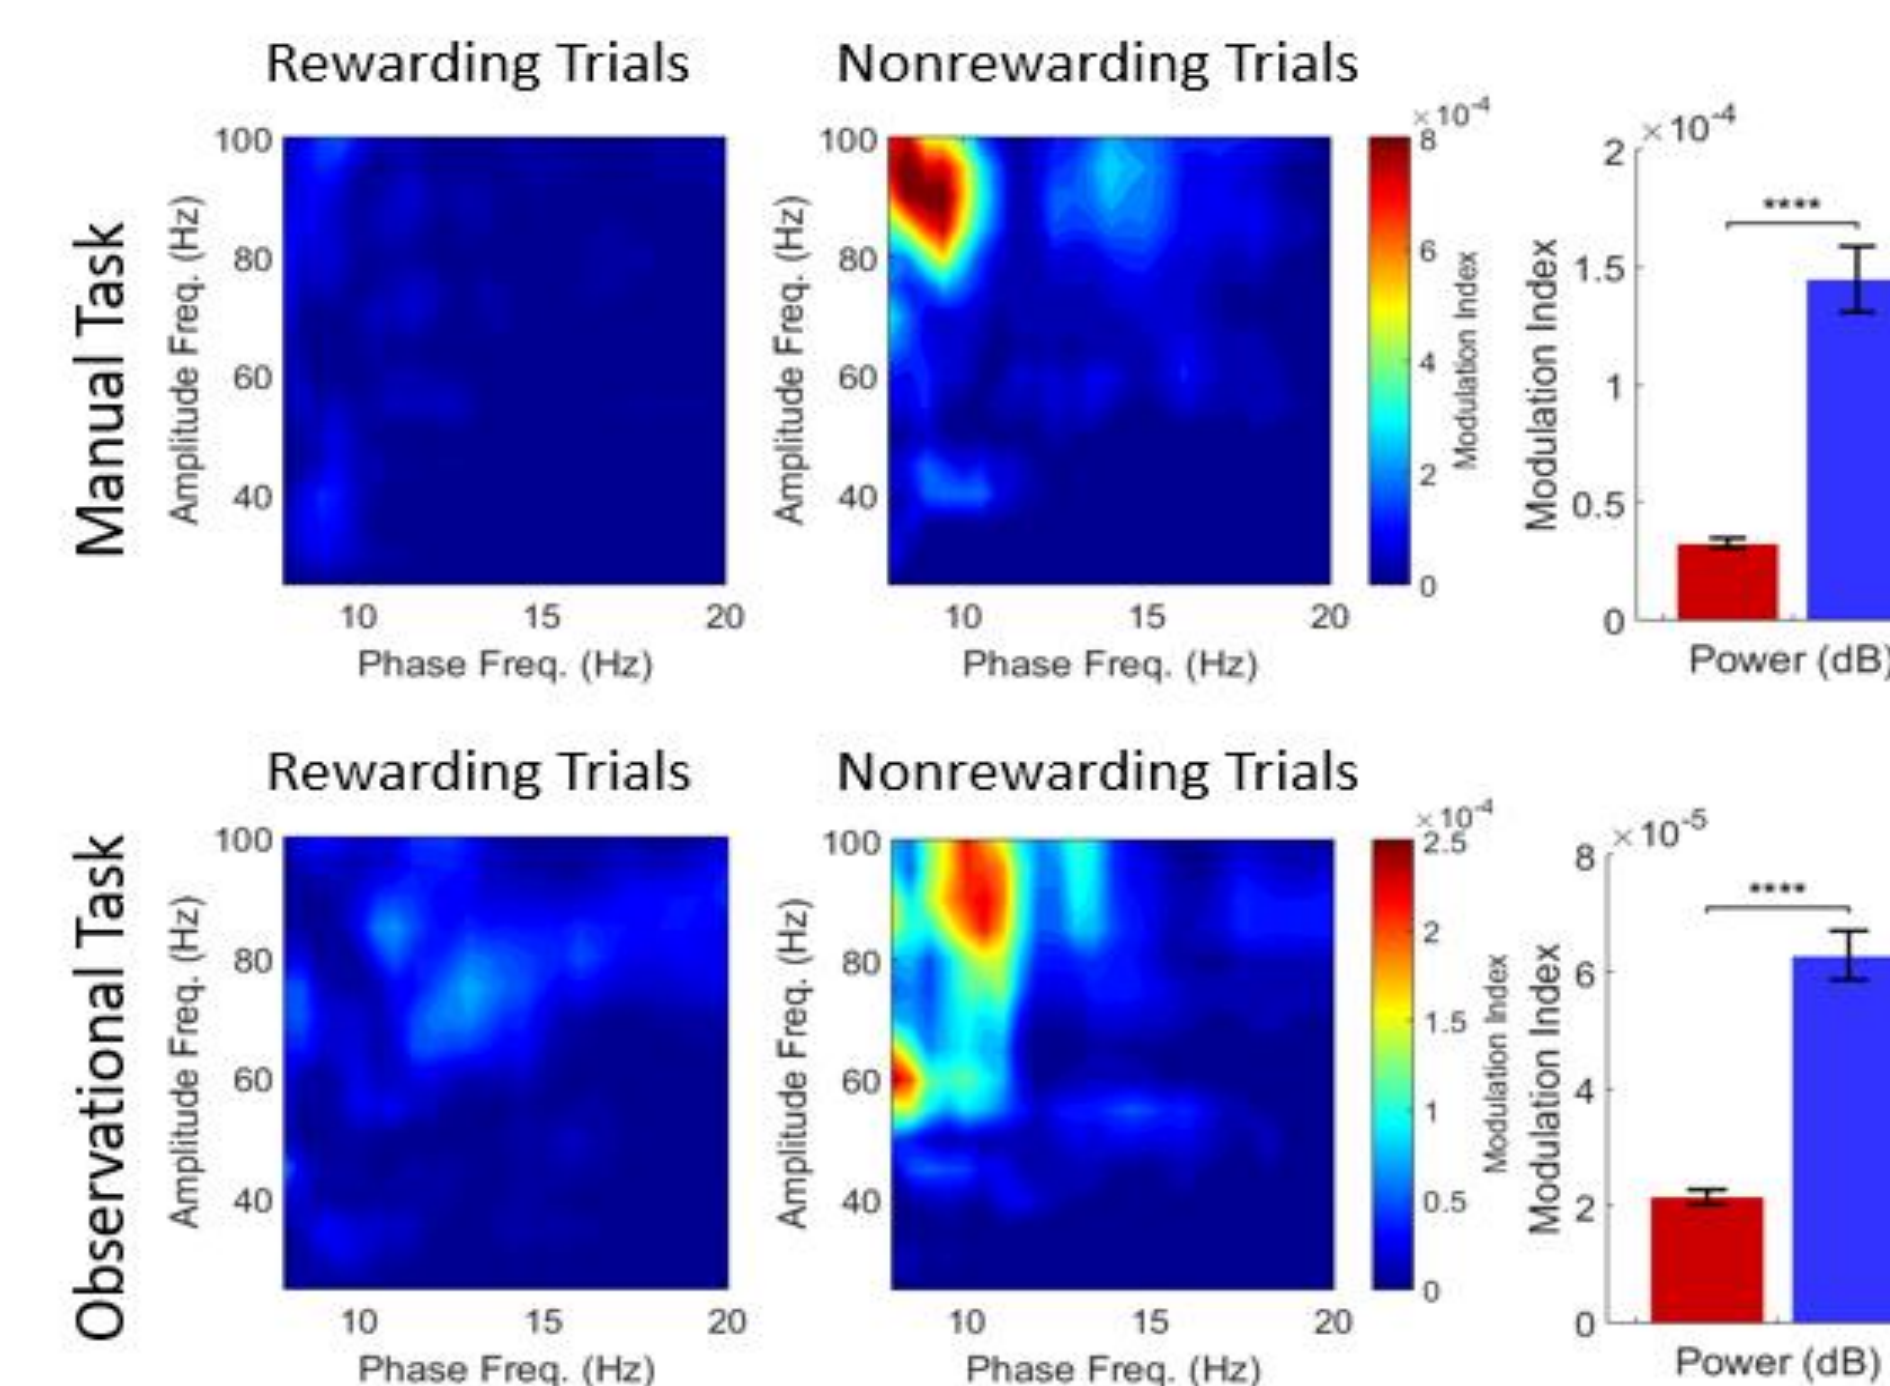 Rewarding Trials
Nonrewarding Trials
Manual Task
100
80
60
40
Amplitude Freq. (Hz)
10 15 20
Phase Freq. (Hz)
100
80
60
40
Amplitude Freq. (Hz)
10 15 20
Phase Freq. (Hz)
×10-4
8
6
4
2
0
Modulation Index
×10-4
2
1.5
1
0.5
0
Modulation Index
****
Power (dB)
Rewarding Trials
Nonrewarding Trials
Observational Task
100
80
60
40
Amplitude Freq. (Hz)
10 15 20
Phase Freq. (Hz)
100
80
60
40
Amplitude Freq. (Hz)
10 15 20
Phase Freq. (Hz)
×10-4
2.5
2
1.5
1
0.5
0
Modulation Index
×10-5
8
6
4
2
0
Modulation Index
****
Power (dB)